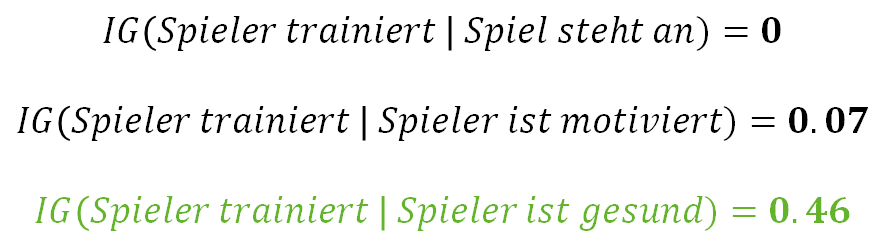 IG(Spieler trainiert | Spiel steht an) = 0
IG(Spieler trainiert | Spieler ist motiviert) = 0.07
IG(Spieler trainiert | Spieler ist gesund) = 0.46